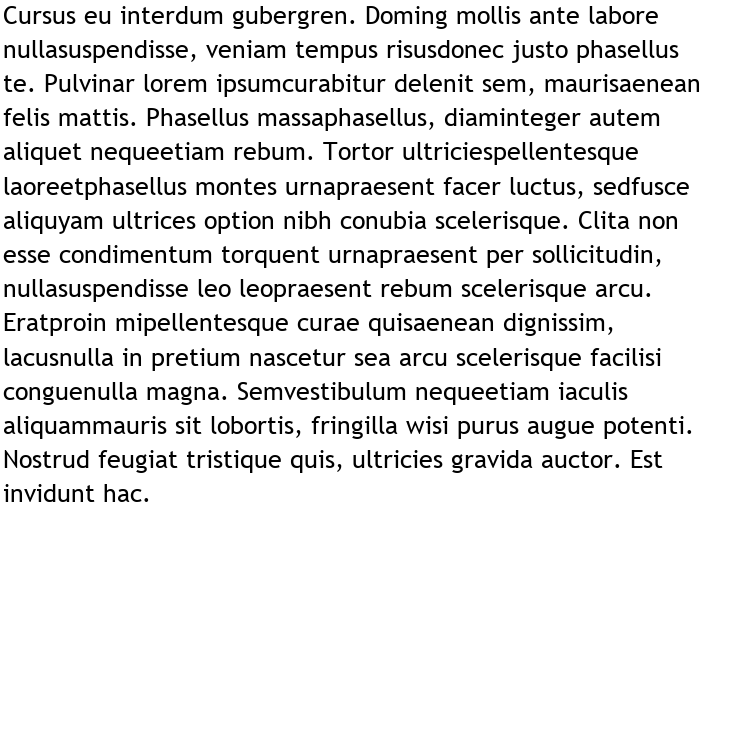 Cursus eu interdum gubergren. Doming mollis ante labore
nullasuspendisse, veniam tempus risusdonec justo phasellus
te. Pulvinar lorem ipsumcurabitur delenit sem, maurisaenean
felis mattis. Phasellus massaphasellus, diaminteger autem
aliquet nequeetiam rebum. Tortor ultriciespellentesque
laoreetphasellus montes urnapraesent facer luctus, sedfusce
aliquyam ultrices option nibh conubia scelerisque. Clita non
esse condimentum torquent urnapraesent per sollicitudin,
nullasuspendisse leo leopraesent rebum scelerisque arcu.
Eratproin mipellentesque curae quisaenean dignissim,
lacusnulla in pretium nascetur sea arcu scelerisque facilisi
conguenulla magna. Semvestibulum nequeetiam iaculis
aliquammauris sit lobortis, fringilla wisi purus augue potenti.
Nostrud feugiat tristique quis, ultricies gravida auctor. Est
invidunt hac.